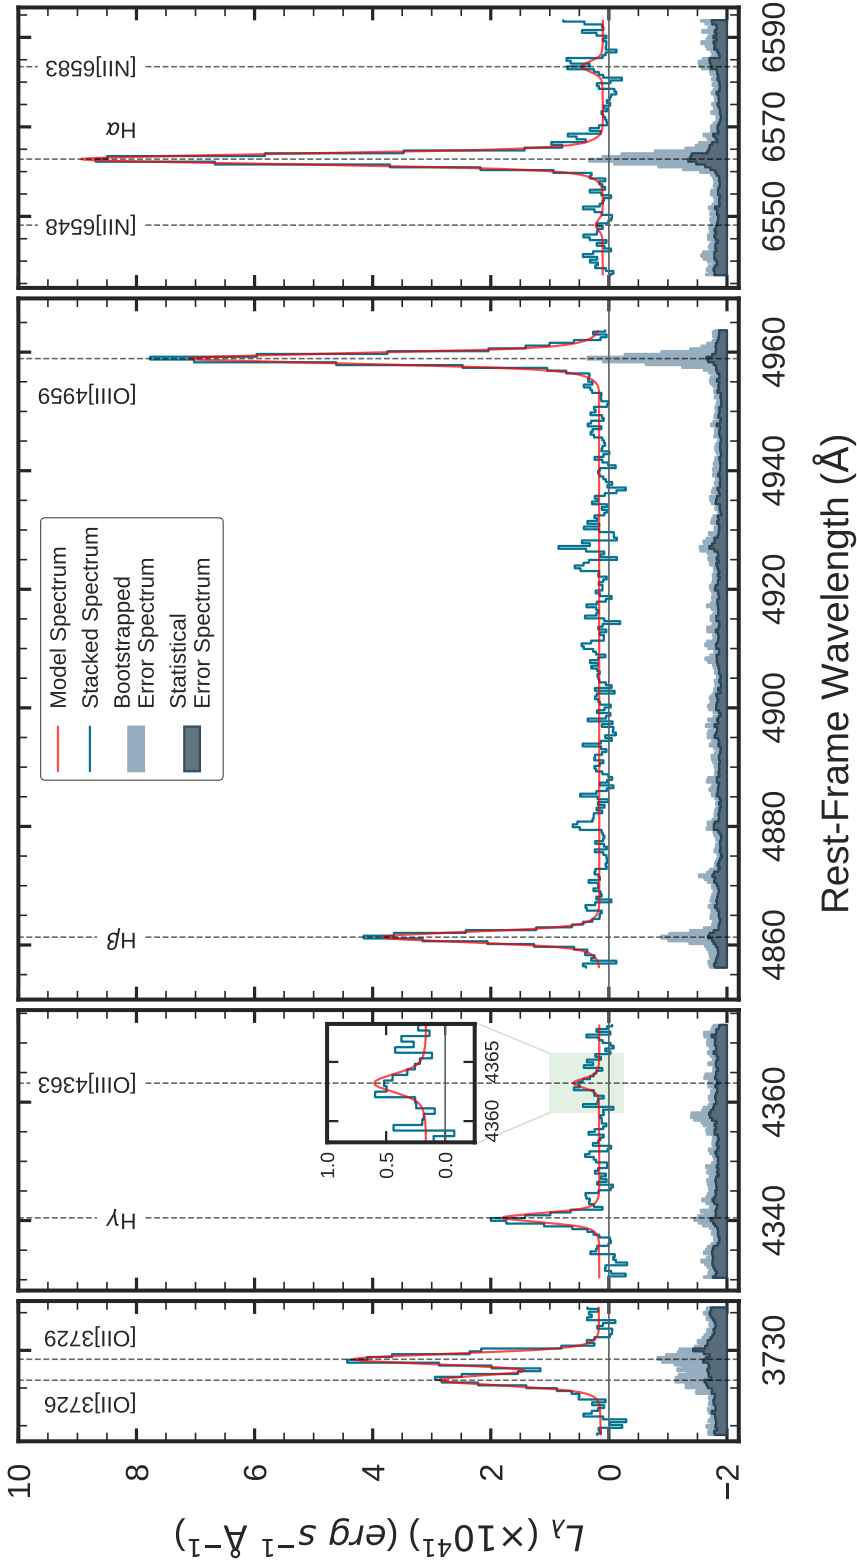 [OII]3726
[OII]3729
Hγ
[OIII]4363
Hβ
[OIII]4959
[NII]6548
Hα
[NII]6583
Model Spectrum
Stacked Spectrum
Bootstrapped
Error Spectrum
Statistical
Error Spectrum
1.0
0.5
0.0
4360 4365
10
8
6
4
2
0
−2
L_λ (×10⁴¹) (erg s⁻¹ Å⁻¹)
3730 4340 4360 4860 4880 4900 4920 4940 4960 6550 6570 6590
Rest-Frame Wavelength (Å)